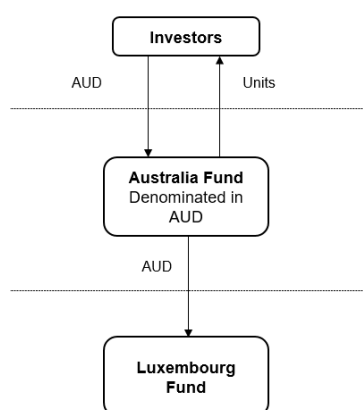 Investors
AUD
Units
Australia Fund
Denominated in
AUD
AUD
Luxembourg
Fund